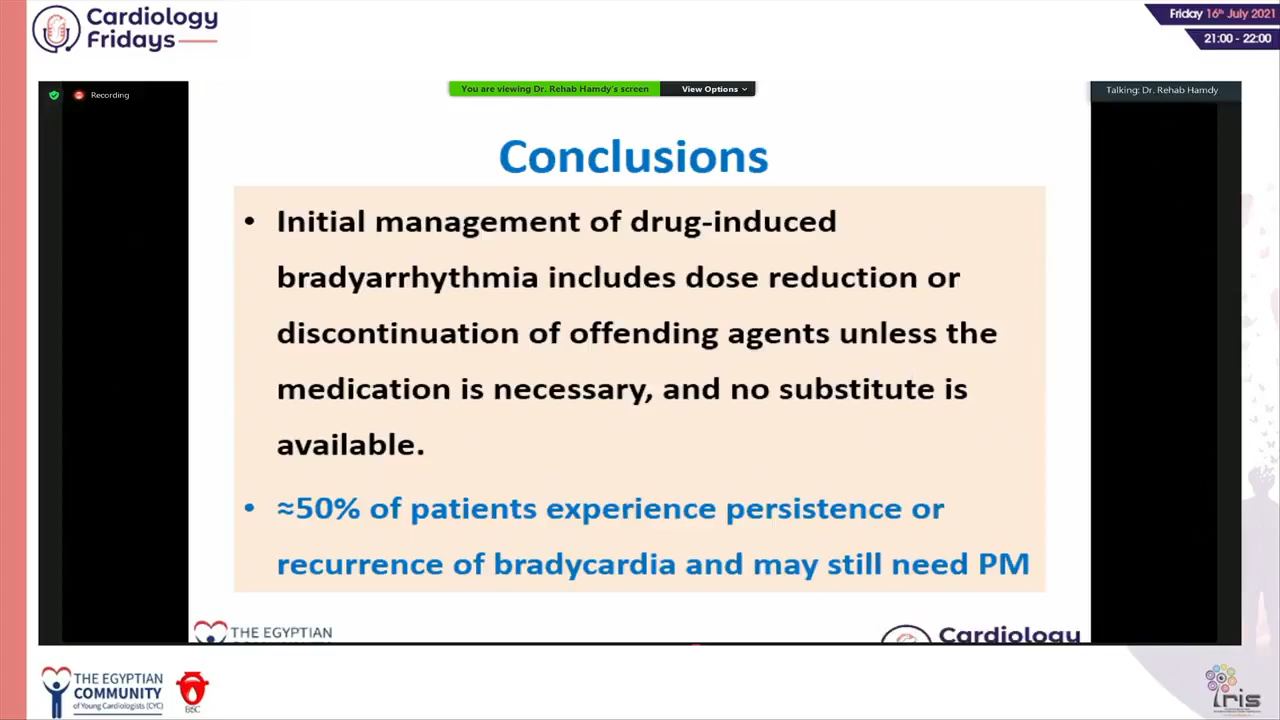 Cardiology
Fridays
Friday 16th July 2021
21:00 - 22:00
Recording
You are viewing Dr. Rehab Hamdy's screen
View Options
Talking: Dr. Rehab Hamdy
Conclusions
• Initial management of drug-induced
bradyarrhythmia includes dose reduction or
discontinuation of offending agents unless the
medication is necessary, and no substitute is
available.
• ≈50% of patients experience persistence or
recurrence of bradycardia and may still need PM
THE EGYPTIAN
Cardiology
THE EGYPTIAN
COMMUNITY
of Young Cardiologists (CYC)
BSC
iris